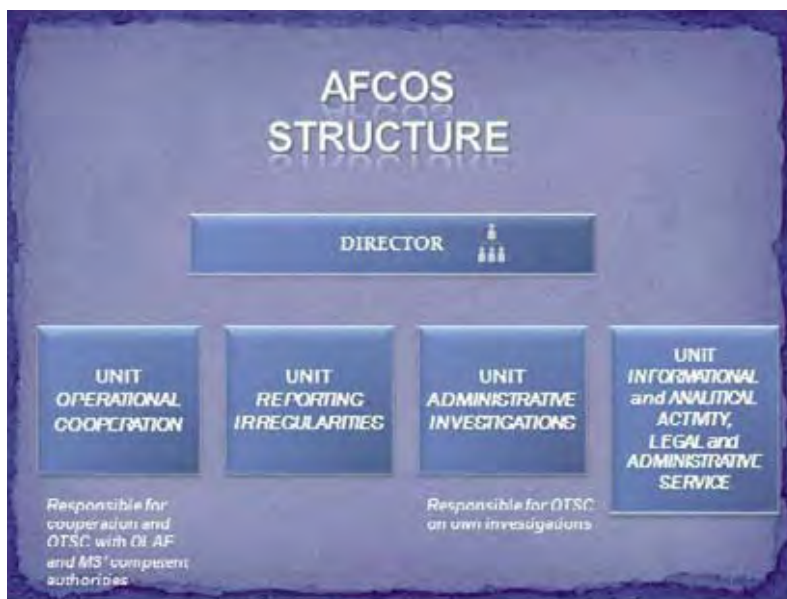 AFCOS
STRUCTURE
DIRECTOR
UNIT
OPERATIONAL
COOPERATION
UNIT
REPORTING
IRREGULARITIES
UNIT
ADMINISTRATIVE
INVESTIGATIONS
UNIT
INFORMATIONAL
and ANALITICAL
ACTIVITY,
LEGAL and
ADMINISTRATIVE
SERVICE
Responsible for
cooperation and
OTSC with OLAF
and MS' competent
authorities
Responsible for OTSC
on own investigations